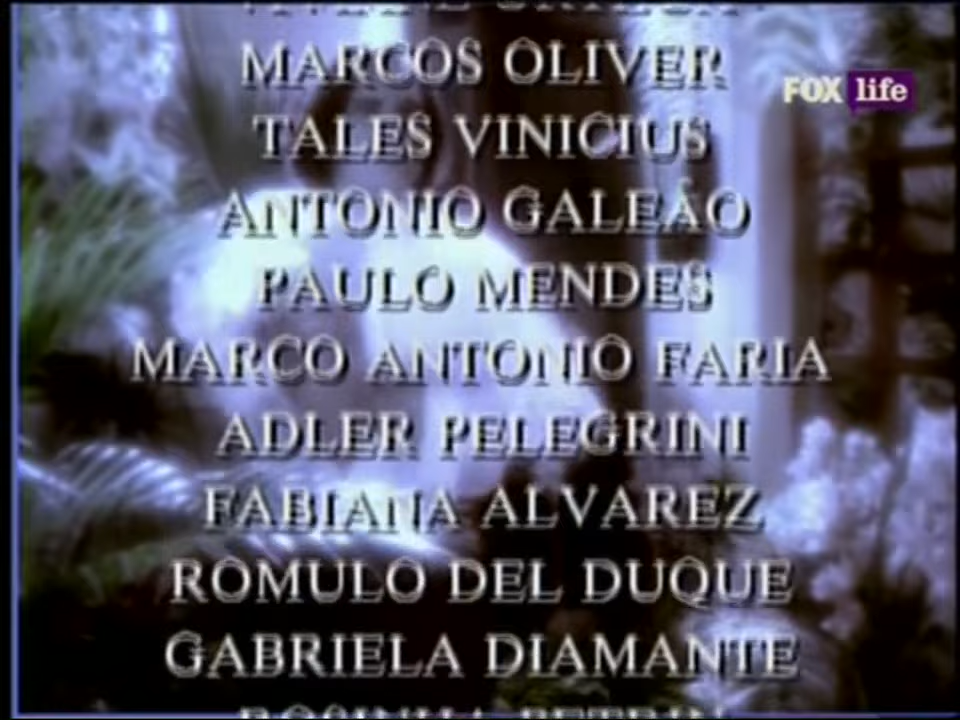 MARCOS OLIVER
FOX life
TALES VINICIUS
ANTONIO GALEÃO
PAULO MENDES
MARCO ANTONIO FARIA
ADLER PELEGRINI
FABIANA ALVAREZ
ROMULO DEL DUQUE
GABRIELA DIAMANTE